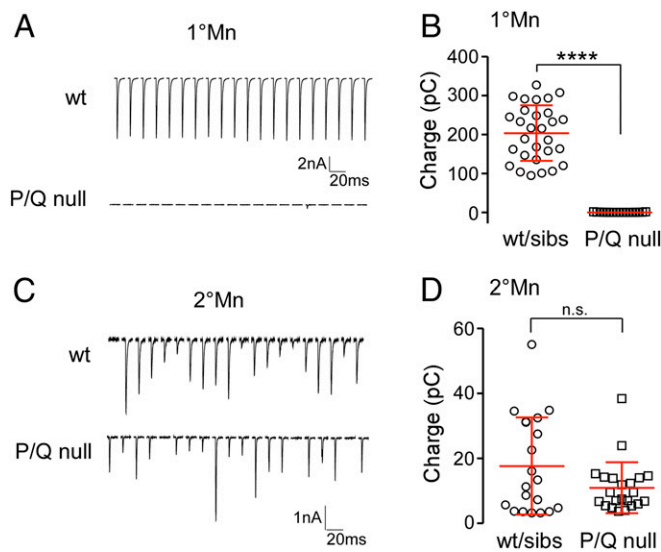 A
1°Mn
wt
2nA
20ms
P/Q null
B
1°Mn
****
Charge (pC)
400
300
200
100
0
wt/sibs
P/Q null
C
2°Mn
wt
P/Q null
1nA
20ms
D
2°Mn
n.s.
Charge (pC)
60
40
20
0
wt/sibs
P/Q null